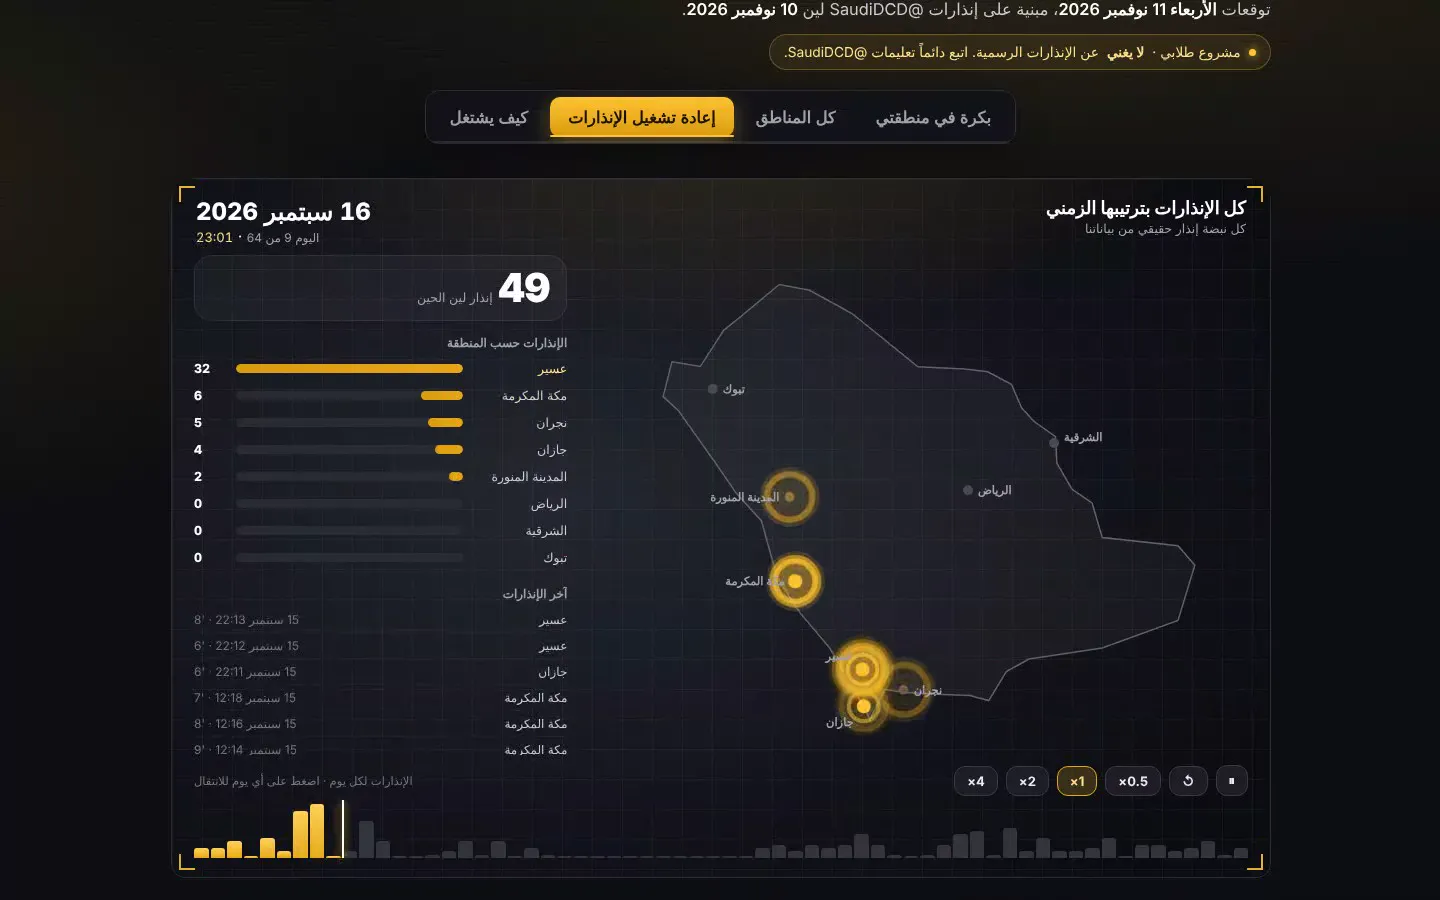 توقعات الأربعاء 11 نوفمبر 2026، مبنية على إنذارات @SaudiDCD لين 10 نوفمبر 2026.
مشروع طلابي · لا يغني عن الإنذارات الرسمية. اتبع دائماً تعليمات @SaudiDCD.
بكرة في منطقتي
كل المناطق
إعادة تشغيل الإنذارات
كيف يشتغل
كل الإنذارات بترتيبها الزمني
كل نبضة إنذار حقيقي من بياناتنا
16 سبتمبر 2026
اليوم 9 من 64 · 23:01
49 إنذار لين الحين
الإنذارات حسب المنطقة
عسير 32
مكة المكرمة 6
نجران 5
جازان 4
المدينة المنورة 2
الرياض 0
الشرقية 0
تبوك 0
آخر الإنذارات
عسير 15 سبتمبر 22:13 · 8'
عسير 15 سبتمبر 22:12 · 6'
جازان 15 سبتمبر 22:11 · 6'
مكة المكرمة 15 سبتمبر 12:18 · 7'
مكة المكرمة 15 سبتمبر 12:16 · 8'
مكة المكرمة 15 سبتمبر 12:14 · 9'
تبوك
الشرقية
الرياض
المدينة المنورة
مكة المكرمة
عسير
نجران
جازان
×0.5
×1
×2
×4
الإنذارات لكل يوم · اضغط على أي يوم للانتقال